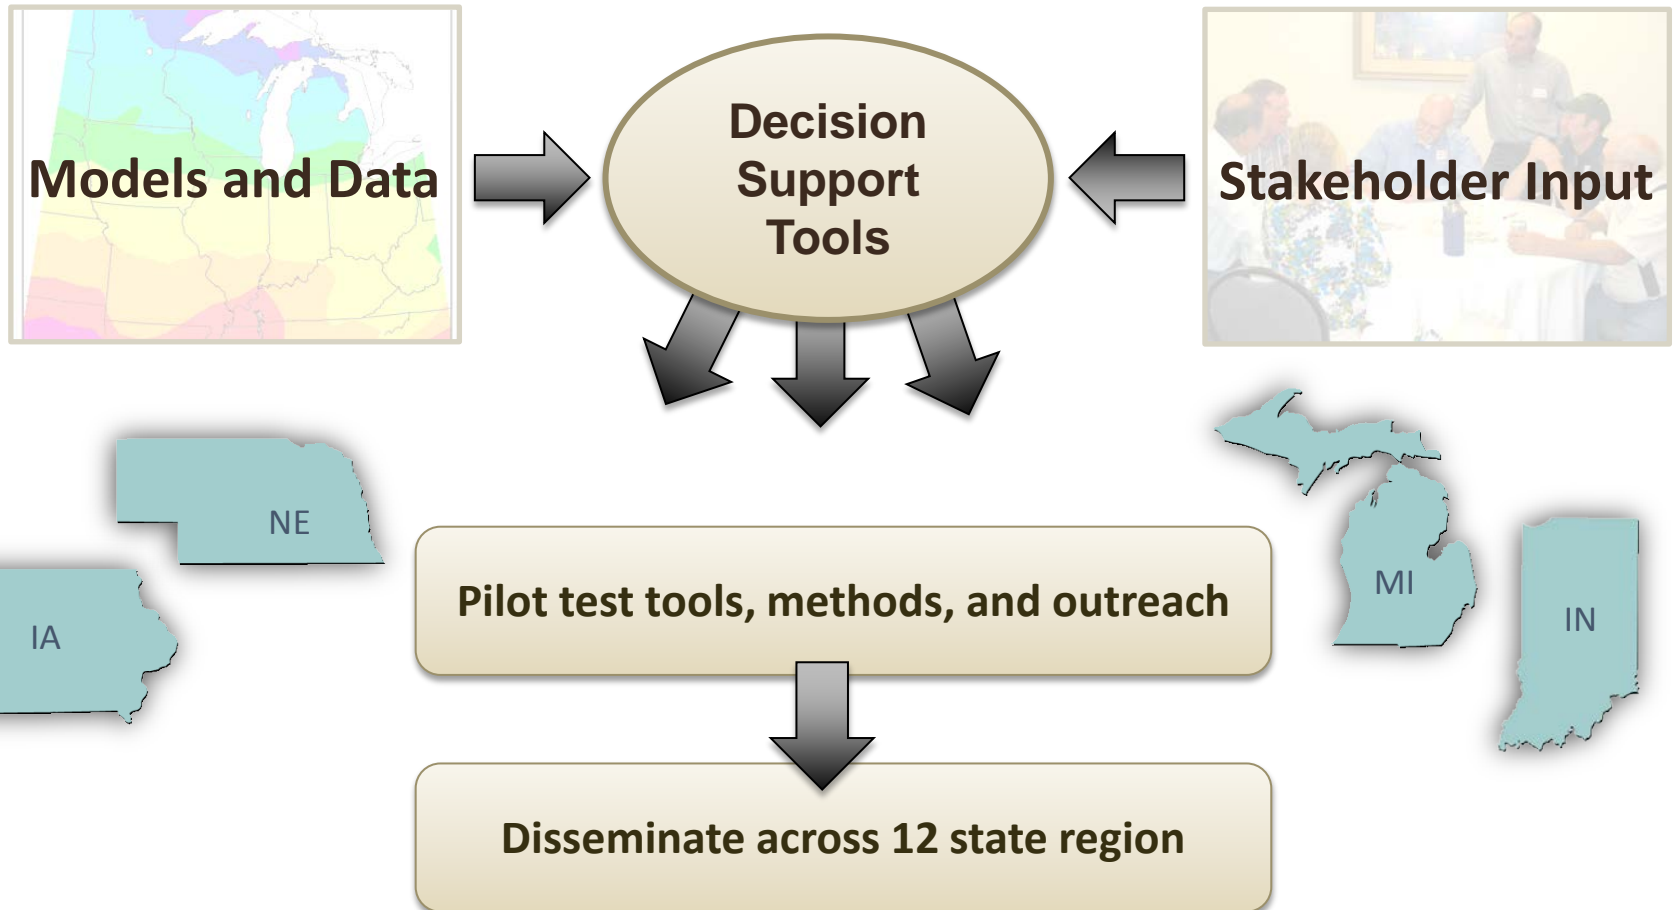 Models and Data
Decision
Support
Tools
Stakeholder Input
NE
IA
MI
IN
Pilot test tools, methods, and outreach
Disseminate across 12 state region